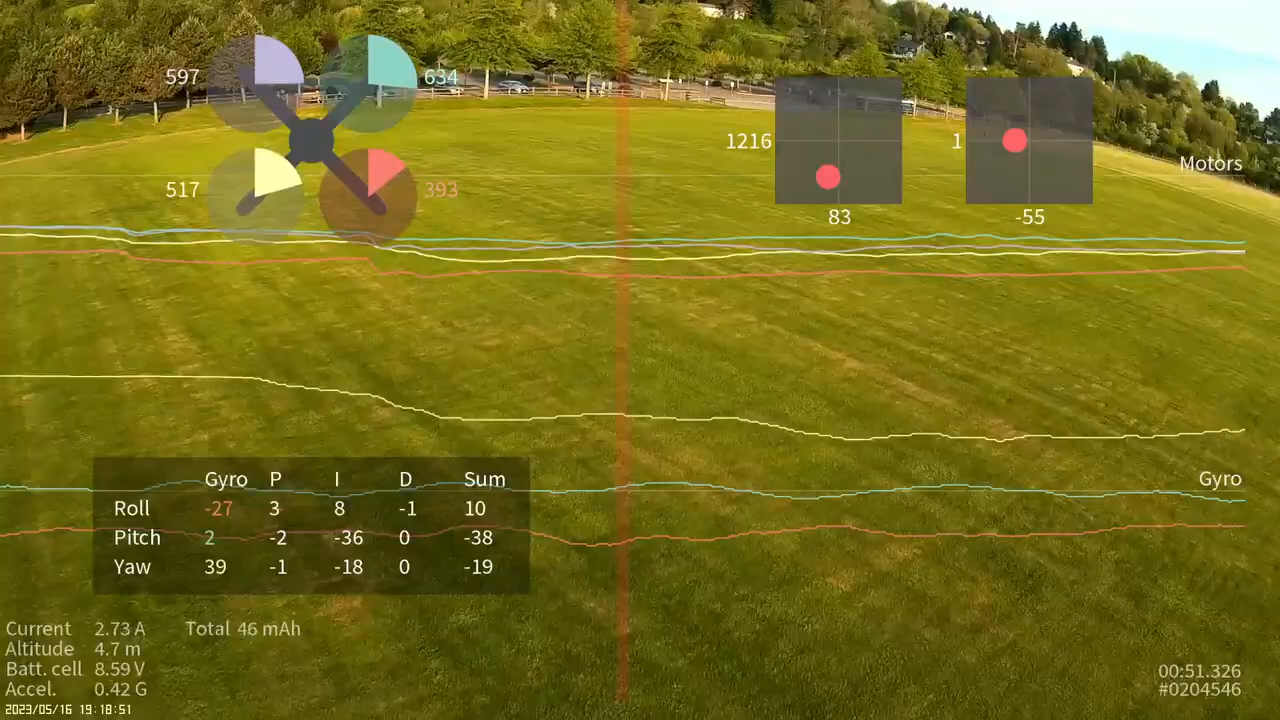 597
634
517
393
1216
83
1
-55
Motors
Gyro P I D Sum
Roll -27 3 8 -1 10
Pitch 2 -2 -36 0 -38
Yaw 39 -1 -18 0 -19
Gyro
Current 2.73 A Total 46 mAh
Altitude 4.7 m
Batt. cell 8.59 V
Accel. 0.42 G
2023/05/16 19:18:51
00:51.326
#0204546